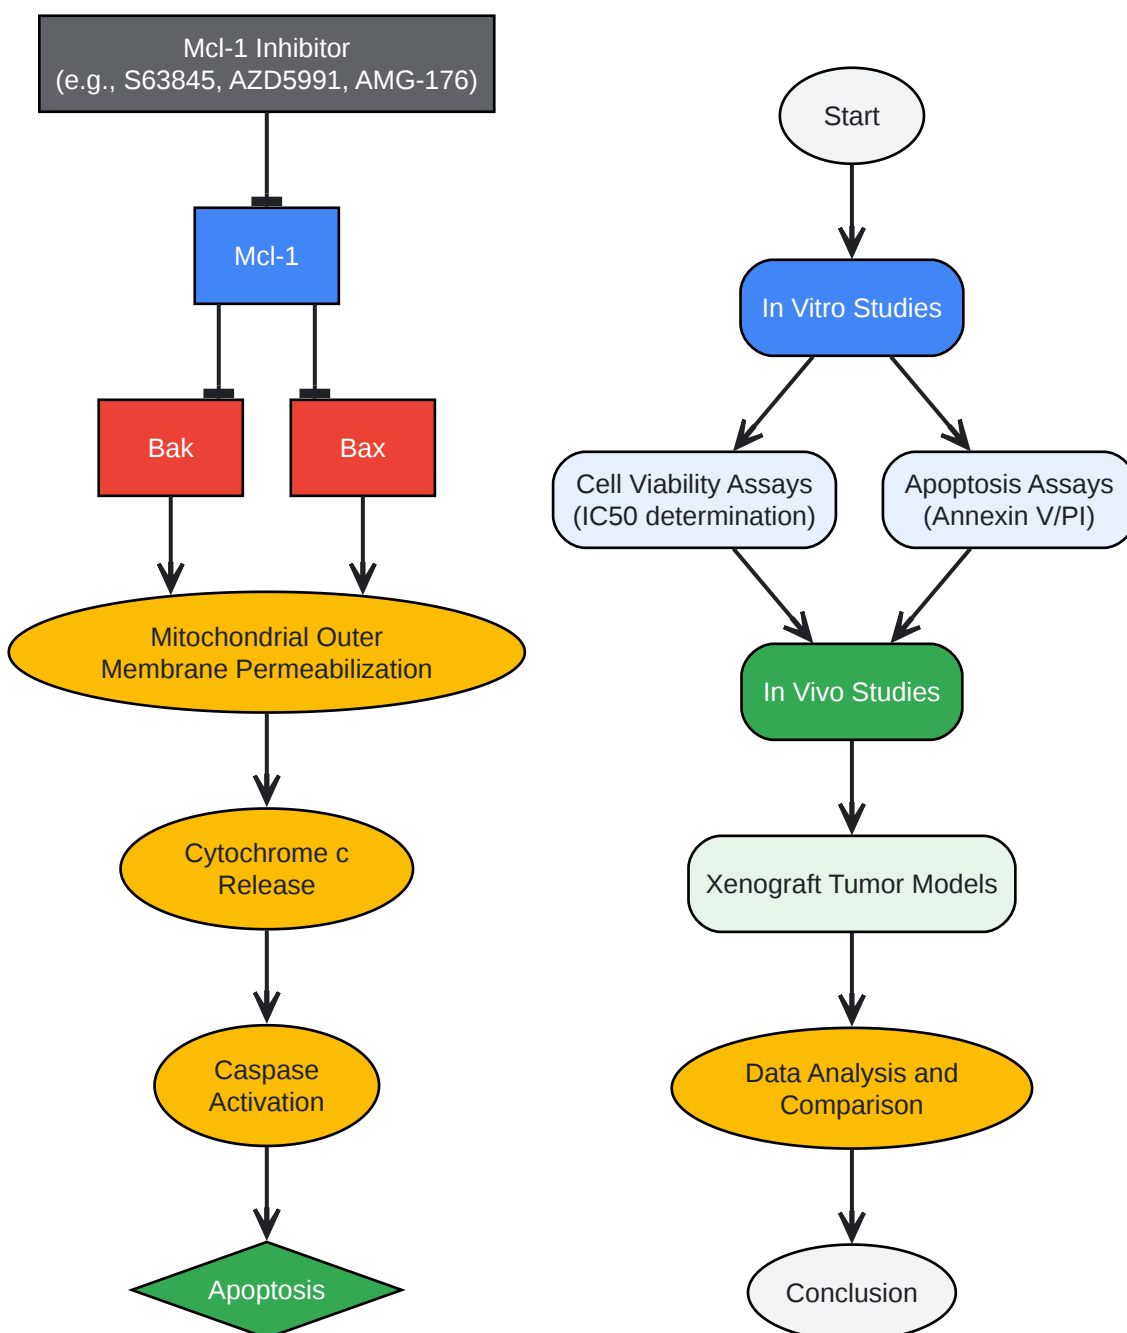 Mcl-1 Inhibitor
(e.g., S63845, AZD5991, AMG-176)
Mcl-1
Bak
Bax
Mitochondrial Outer
Membrane Permeabilization
Cytochrome c
Release
Caspase
Activation
Apoptosis
Start
In Vitro Studies
Cell Viability Assays
(IC50 determination)
Apoptosis Assays
(Annexin V/PI)
In Vivo Studies
Xenograft Tumor Models
Data Analysis and
Comparison
Conclusion